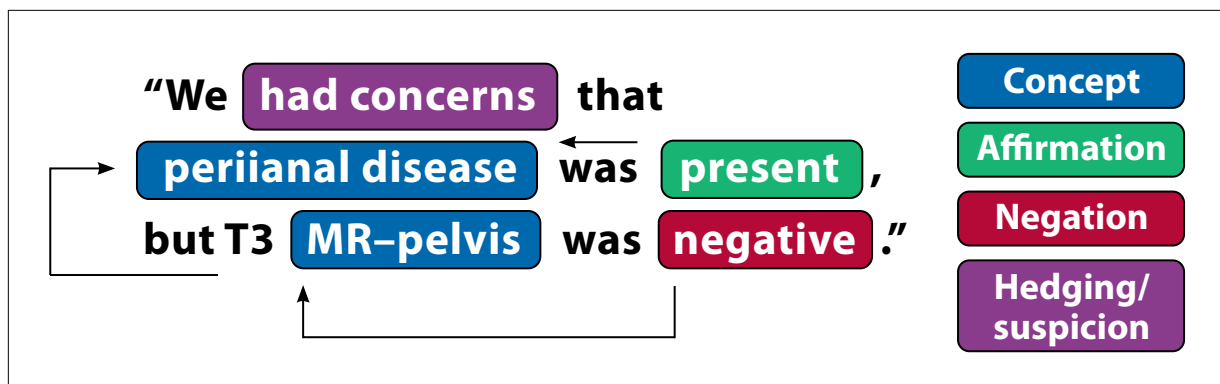 “We had concerns that
periianal disease was present,
but T3 MR–pelvis was negative.”
Concept
Affirmation
Negation
Hedging/
suspicion